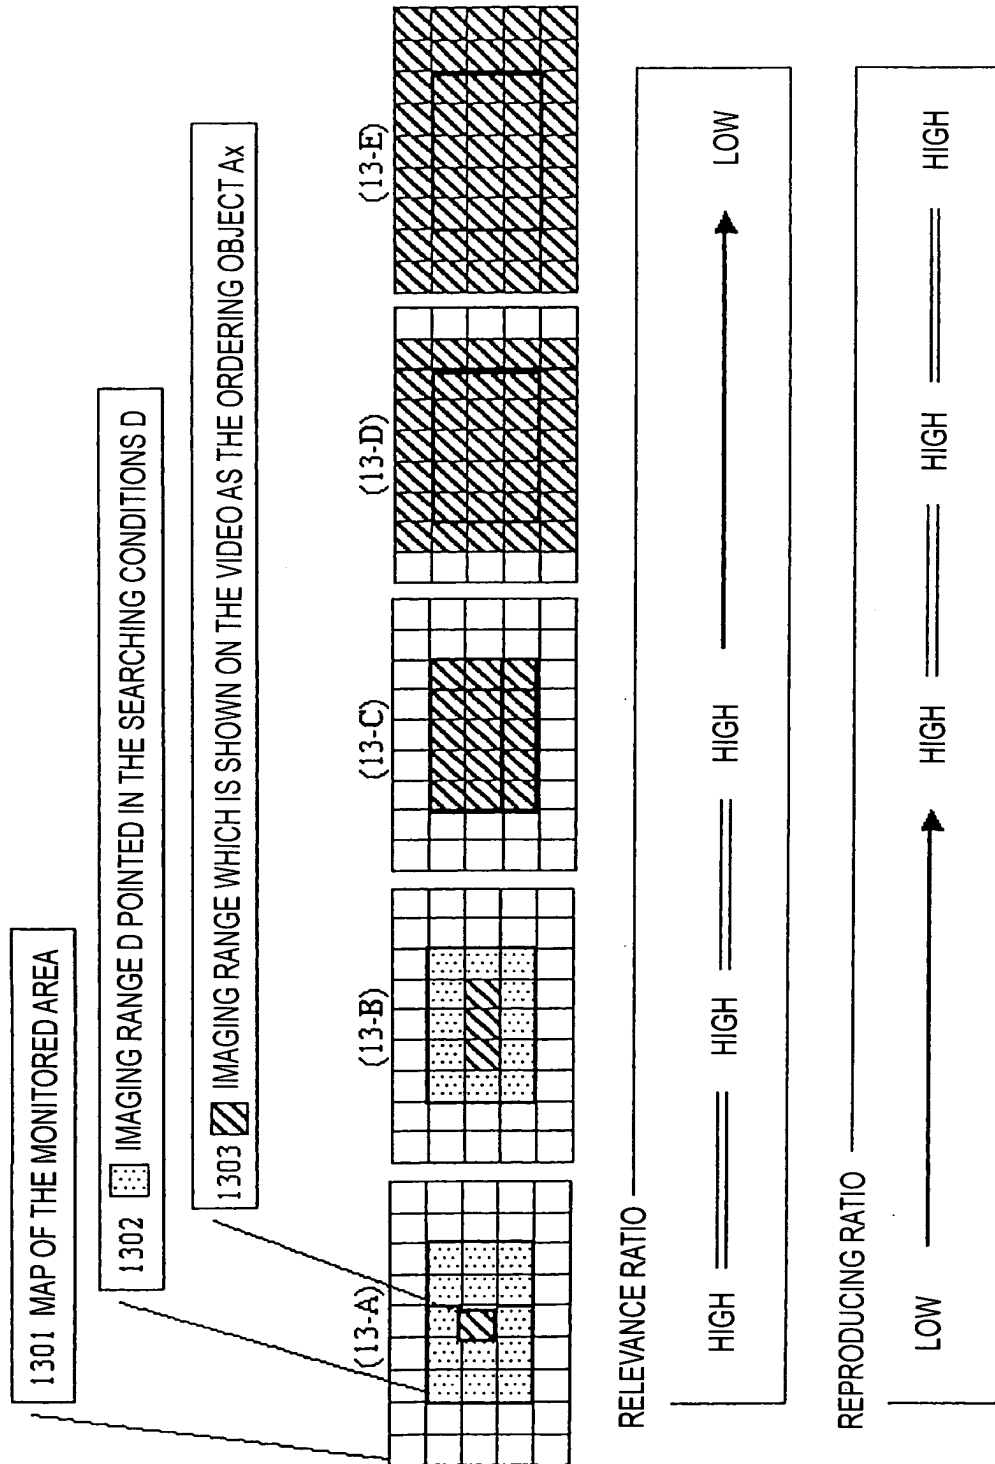 1301 MAP OF THE MONITORED AREA
1302 IMAGING RANGE D POINTED IN THE SEARCHING CONDITIONS D
1303 IMAGING RANGE WHICH IS SHOWN ON THE VIDEO AS THE ORDERING OBJECT Ax
(13-A) (13-B) (13-C) (13-D) (13-E)
RELEVANCE RATIO
HIGH HIGH HIGH LOW
REPRODUCING RATIO
LOW HIGH HIGH HIGH